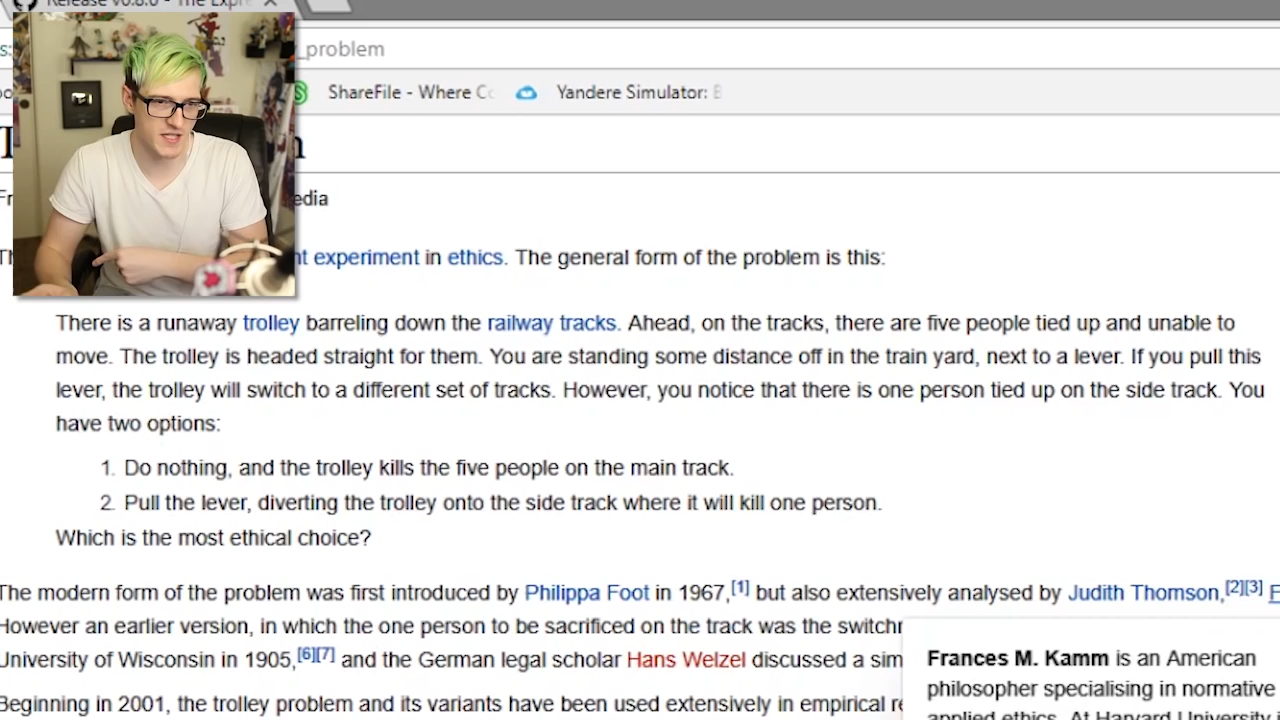 Release v0.8.0 - The Expre
_problem
ShareFile - Where Co
Yandere Simulator: B
edia
nt experiment in ethics. The general form of the problem is this:
There is a runaway trolley barreling down the railway tracks. Ahead, on the tracks, there are five people tied up and unable to
move. The trolley is headed straight for them. You are standing some distance off in the train yard, next to a lever. If you pull this
lever, the trolley will switch to a different set of tracks. However, you notice that there is one person tied up on the side track. You
have two options:
1. Do nothing, and the trolley kills the five people on the main track.
2. Pull the lever, diverting the trolley onto the side track where it will kill one person.
Which is the most ethical choice?
The modern form of the problem was first introduced by Philippa Foot in 1967,[1] but also extensively analysed by Judith Thomson,[2][3] F
However an earlier version, in which the one person to be sacrificed on the track was the switchr
University of Wisconsin in 1905,[6][7] and the German legal scholar Hans Welzel discussed a sim
Beginning in 2001, the trolley problem and its variants have been used extensively in empirical re
Frances M. Kamm is an American
philosopher specialising in normative
applied ethics. At Harvard University i